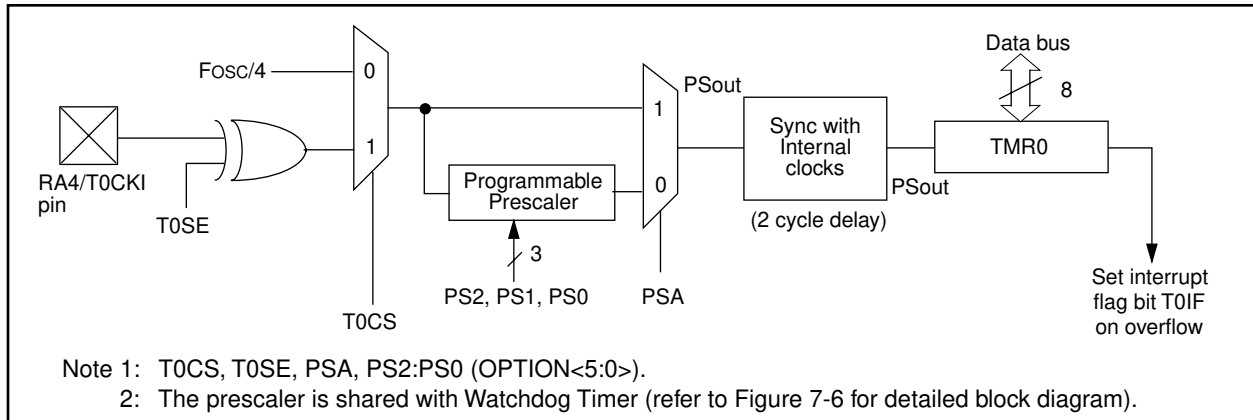 Data bus
8
FOSC/4
0
1
RA4/T0CKI
pin
T0SE
T0CS
Programmable
Prescaler
3
PS2, PS1, PS0
1
0
PSA
PSout
Sync with
Internal
clocks
(2 cycle delay)
PSout
TMR0
Set interrupt
flag bit T0IF
on overflow
Note 1: T0CS, T0SE, PSA, PS2:PS0 (OPTION<5:0>).
2: The prescaler is shared with Watchdog Timer (refer to Figure 7-6 for detailed block diagram).